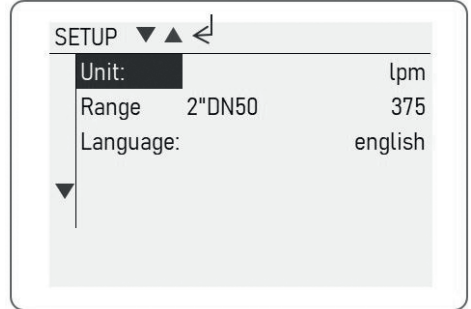 SETUP ▼ ▲ ↲
Unit: lpm
Range 2"DN50 375
Language: english
▼